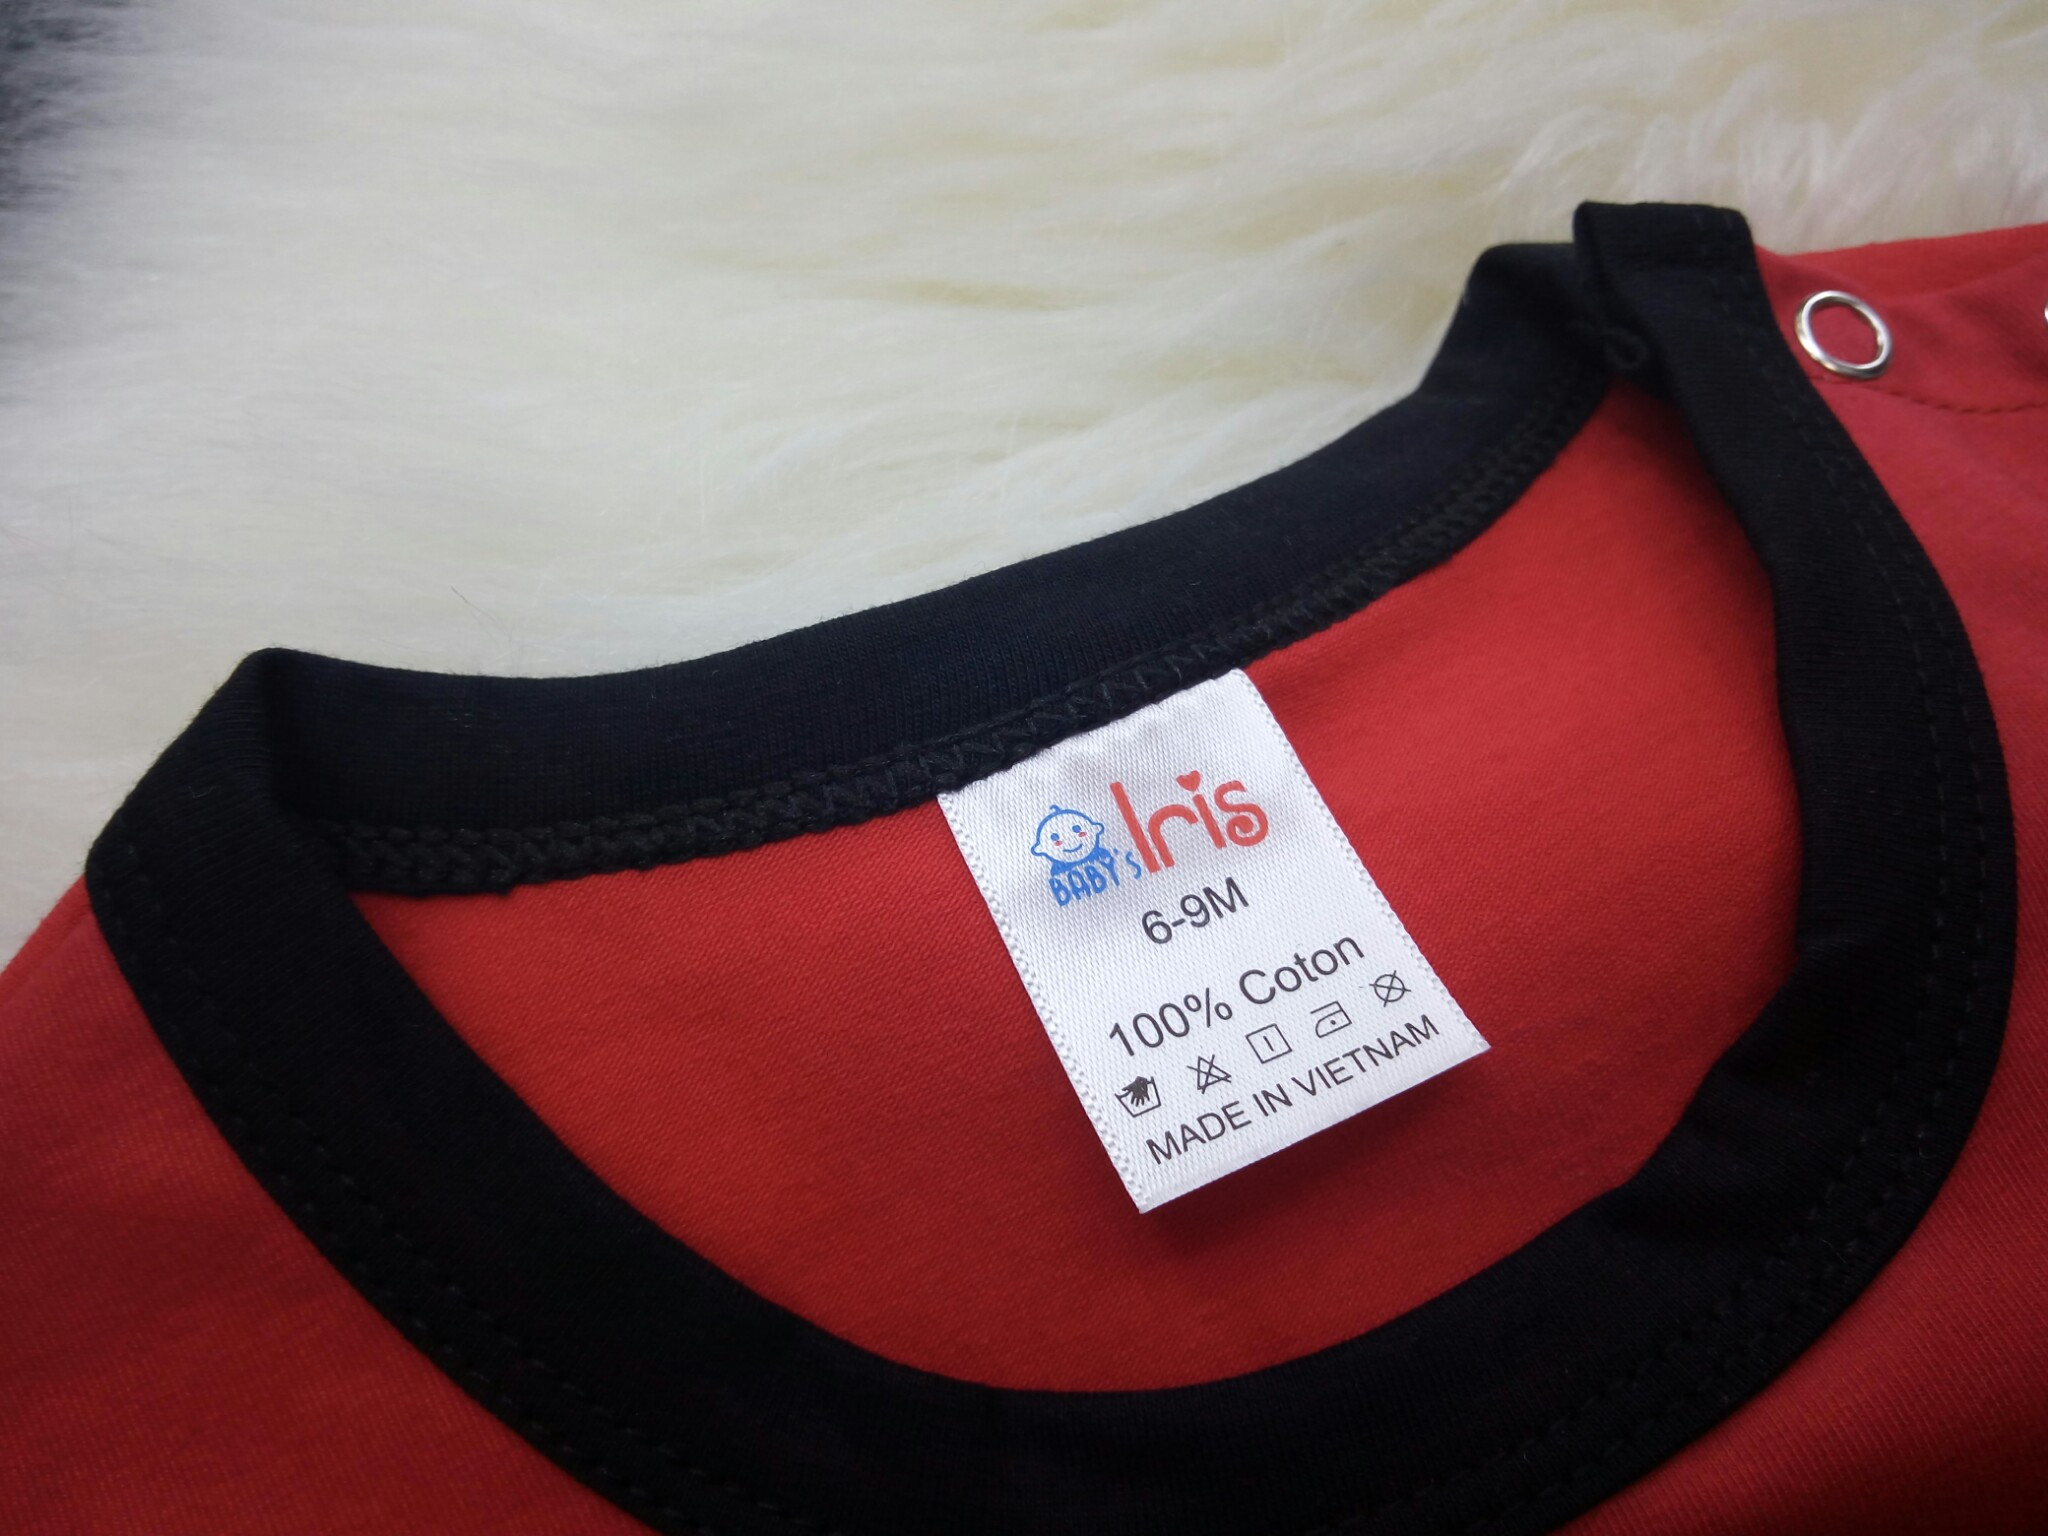 BABY'S Iris
6-9M
100% Coton
MADE IN VIETNAM